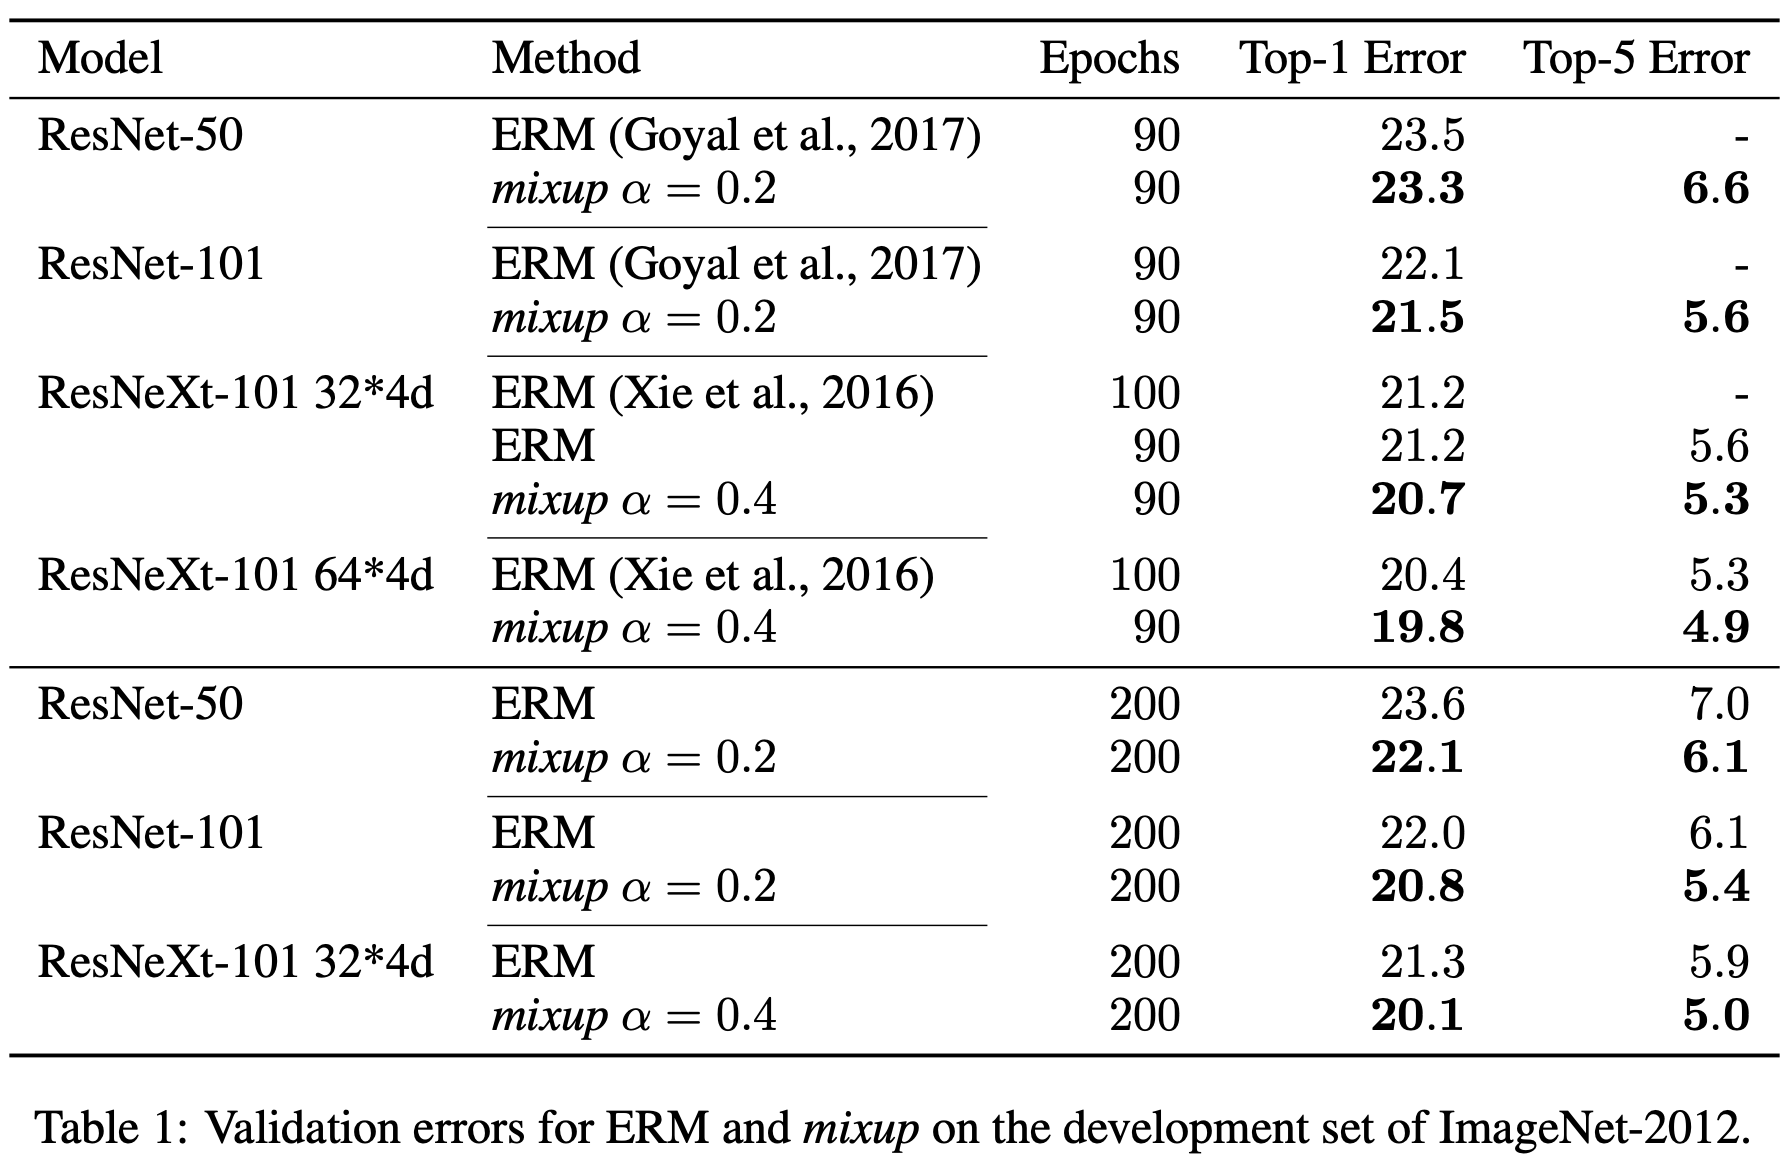 Model Method Epochs Top-1 Error Top-5 Error
ResNet-50 ERM (Goyal et al., 2017) 90 23.5 -
mixup α = 0.2 90 23.3 6.6
ResNet-101 ERM (Goyal et al., 2017) 90 22.1 -
mixup α = 0.2 90 21.5 5.6
ResNeXt-101 32*4d ERM (Xie et al., 2016) 100 21.2 -
ERM 90 21.2 5.6
mixup α = 0.4 90 20.7 5.3
ResNeXt-101 64*4d ERM (Xie et al., 2016) 100 20.4 5.3
mixup α = 0.4 90 19.8 4.9
ResNet-50 ERM 200 23.6 7.0
mixup α = 0.2 200 22.1 6.1
ResNet-101 ERM 200 22.0 6.1
mixup α = 0.2 200 20.8 5.4
ResNeXt-101 32*4d ERM 200 21.3 5.9
mixup α = 0.4 200 20.1 5.0
Table 1: Validation errors for ERM and mixup on the development set of ImageNet-2012.